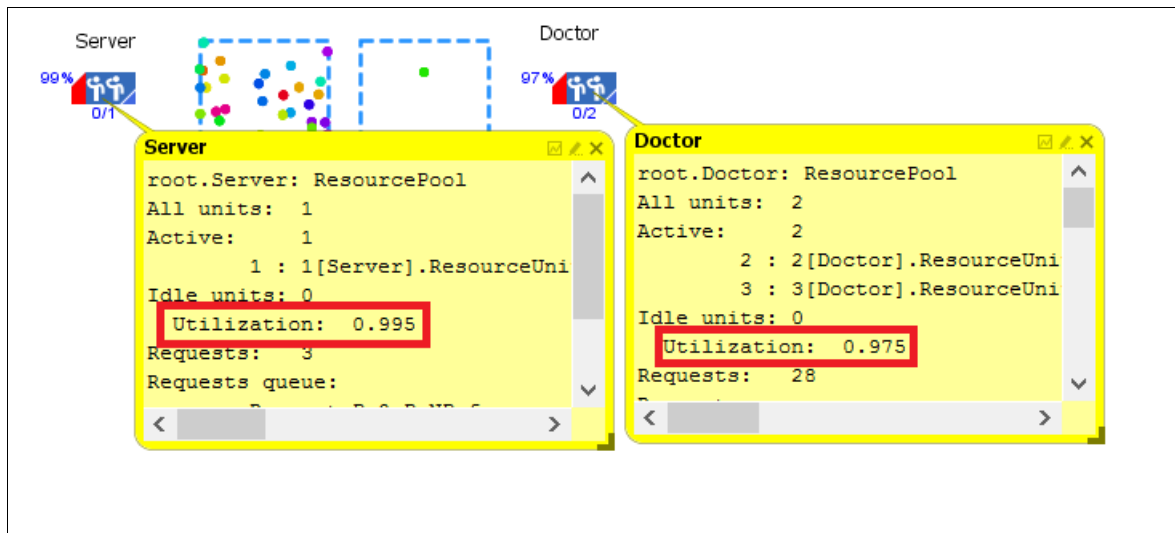 Server
99%
0/1
Doctor
97%
0/2
Server
root.Server: ResourcePool
All units: 1
Active: 1
1 : 1[Server].ResourceUni
Idle units: 0
Utilization: 0.995
Requests: 3
Requests queue:
Doctor
root.Doctor: ResourcePool
All units: 2
Active: 2
2 : 2[Doctor].ResourceUni
3 : 3[Doctor].ResourceUni
Idle units: 0
Utilization: 0.975
Requests: 28